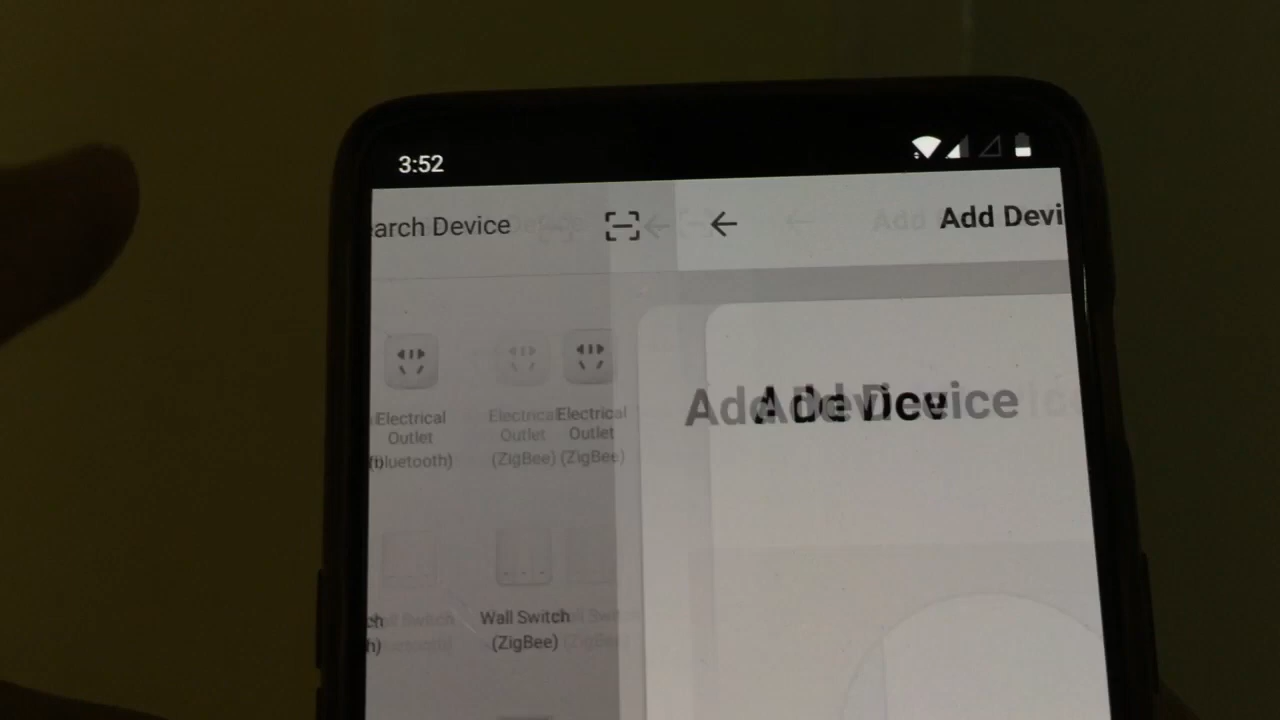 3:52
arch Device
Add Devi
Electrical
Outlet
Electrical
Outlet
(ZigBee)
Electrical
Outlet
(ZigBee)
Add Device
Wall Switch
(ZigBee)